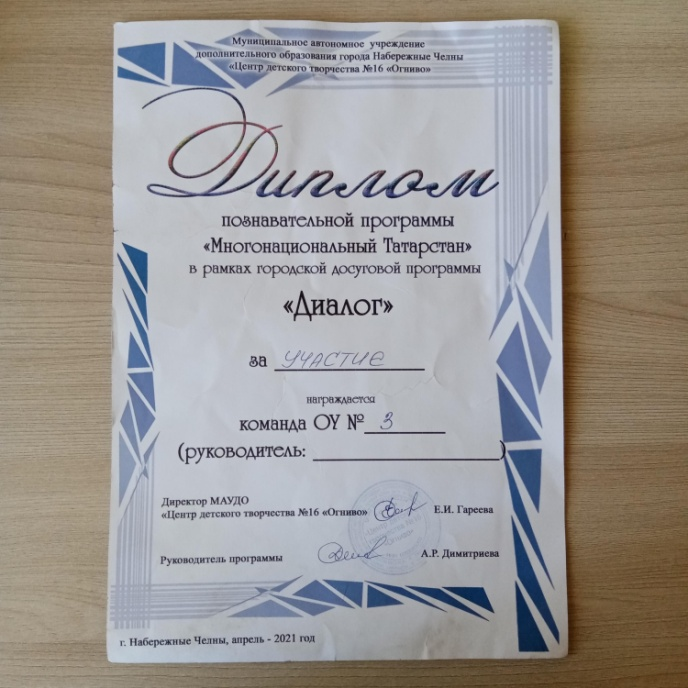 Муниципальное автономное учреждение
дополнительного образования города Набережные Челны
«Центр детского творчества №16 «Огниво»
Диплом
познавательной программы
«Многонациональный Татарстан»
в рамках городской досуговой программы
«Диалог»
за участие
награждается
команда ОУ № 3
(руководитель: ____________________)
Директор МАУДО
«Центр детского творчества №16 «Огниво» Е.И. Гареева
Руководитель программы А.Р. Димитриева
г. Набережные Челны, апрель - 2021 год